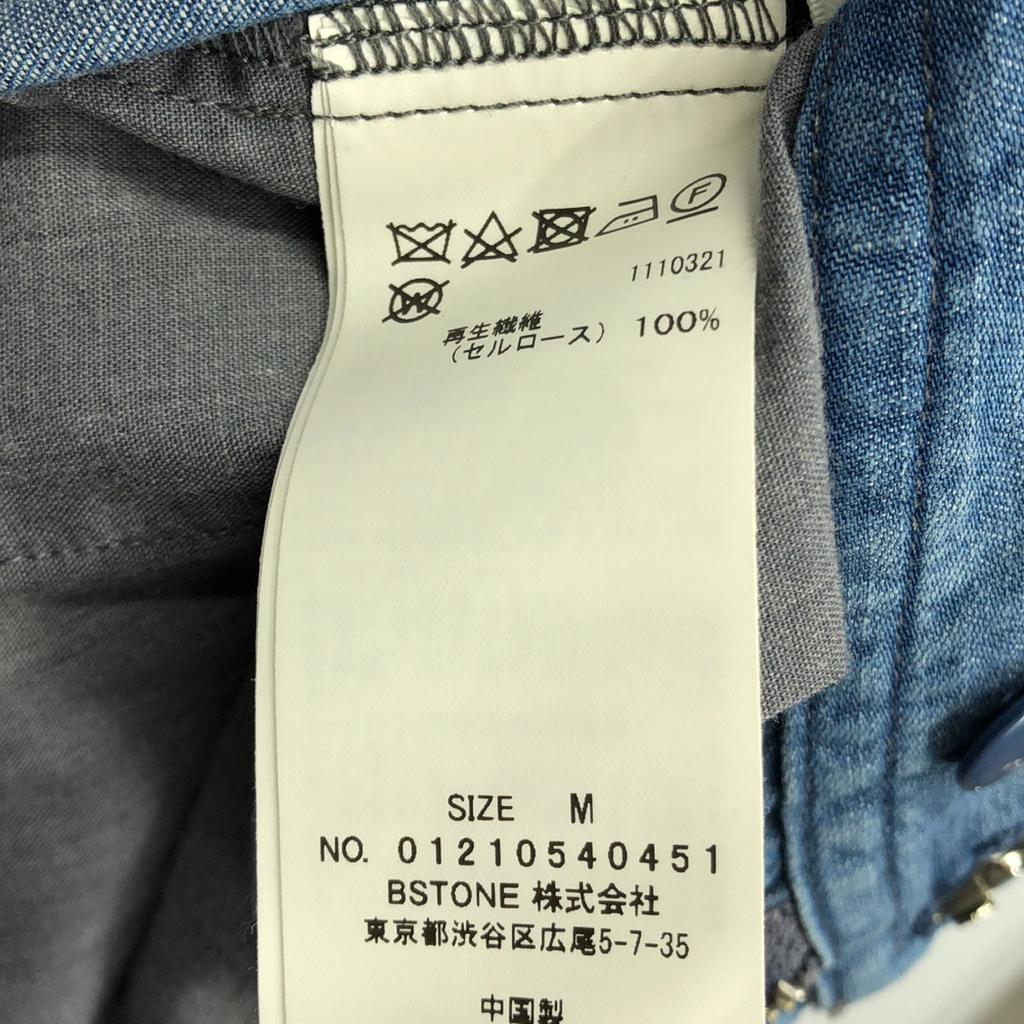 F
1110321
W
再生繊維
(セルロース) 100%
SIZE M
NO. 01210540451
BSTONE 株式会社
東京都渋谷区広尾5-7-35
中国製